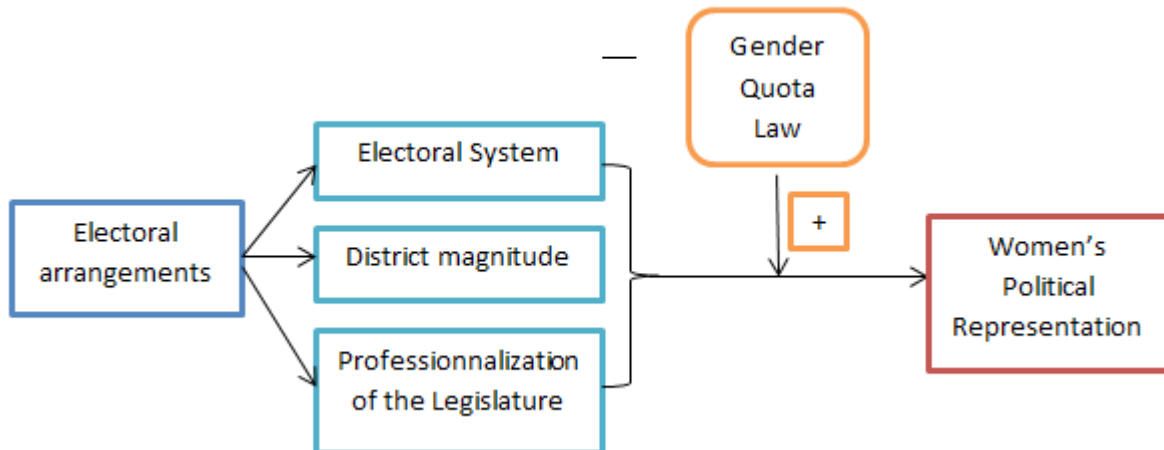 Gender
Quota
Law
Electoral System
+
Electoral
arrangements
District magnitude
Women's
Political
Representation
Professionnalization
of the Legislature